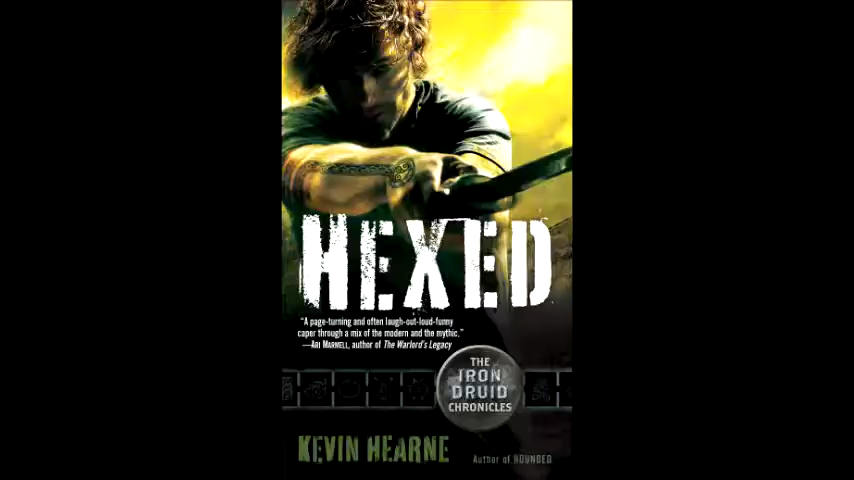 HEXED
"A page-turning and often laugh-out-loud-funny
caper through a mix of the modern and the mythic."
—ARI MARMELL, author of The Warlord's Legacy
THE
IRON
DRUID
CHRONICLES
KEVIN HEARNE
Author of HOUNDED